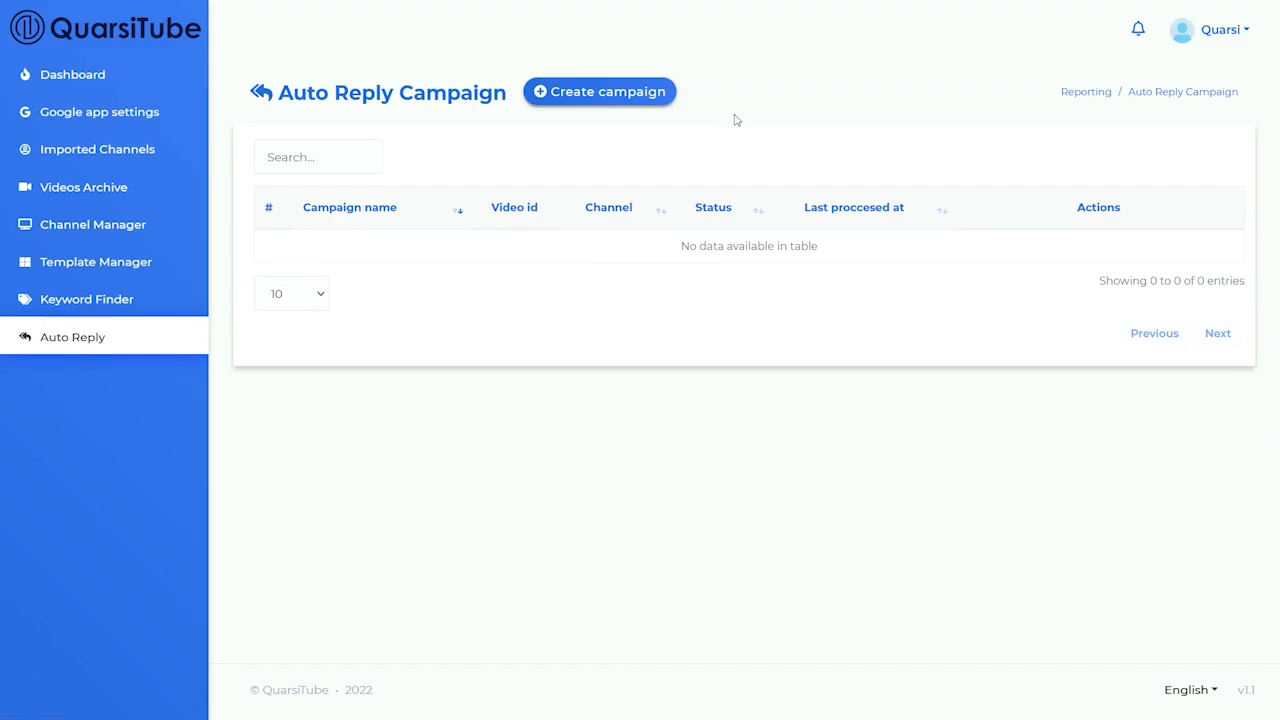 QuarsiTube
Quarsi
Dashboard
Google app settings
Imported Channels
Videos Archive
Channel Manager
Template Manager
Keyword Finder
Auto Reply
Auto Reply Campaign
Create campaign
Reporting / Auto Reply Campaign
Search...
# Campaign name Video id Channel Status Last proccesed at Actions
No data available in table
10
Showing 0 to 0 of 0 entries
Previous Next
© QuarsiTube • 2022
English v1.1